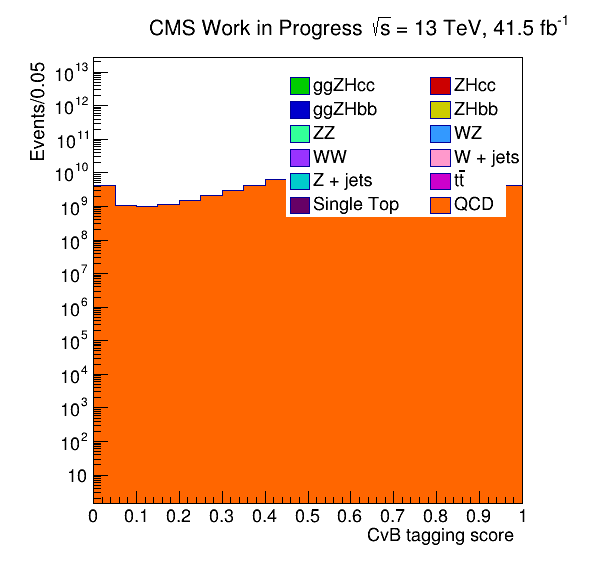 CMS Work in Progress √s = 13 TeV, 41.5 fb⁻¹
Events/0.05
10¹³
10¹²
10¹¹
10¹⁰
10⁹
10⁸
10⁷
10⁶
10⁵
10⁴
10³
10²
10
ggZHcc ZHcc
ggZHbb ZHbb
ZZ WZ
WW W + jets
Z + jets tt̅
Single Top QCD
0 0.1 0.2 0.3 0.4 0.5 0.6 0.7 0.8 0.9 1
CvB tagging score